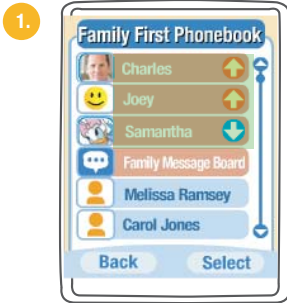 1.
Family First Phonebook
Charles
Joey
Samantha
Family Message Board
Melissa Ramsey
Carol Jones
Back Select